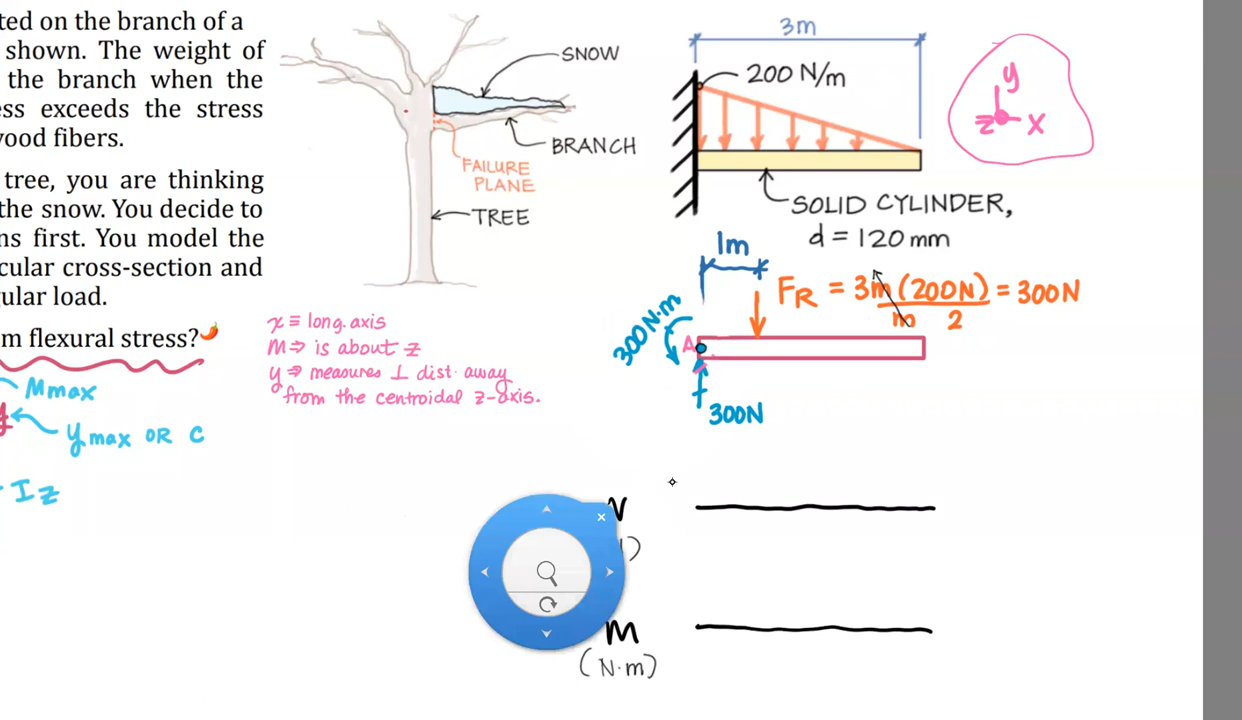 ted on the branch of a
shown. The weight of
the branch when the
ess exceeds the stress
wood fibers.
tree, you are thinking
the snow. You decide to
ns first. You model the
cular cross-section and
gular load.
m flexural stress?
Mmax
y
ymax OR C
Iz
SNOW
BRANCH
FAILURE
PLANE
TREE
x ≡ long. axis
M ⇒ is about z
y ⇒ measures ⊥ dist. away
from the centroidal z-axis.
3m
200 N/m
SOLID CYLINDER,
d = 120 mm
y
z x
1m
FR = 3m(200N) = 300N
m 2
300N·m
A
300N
V
M
(N·m)